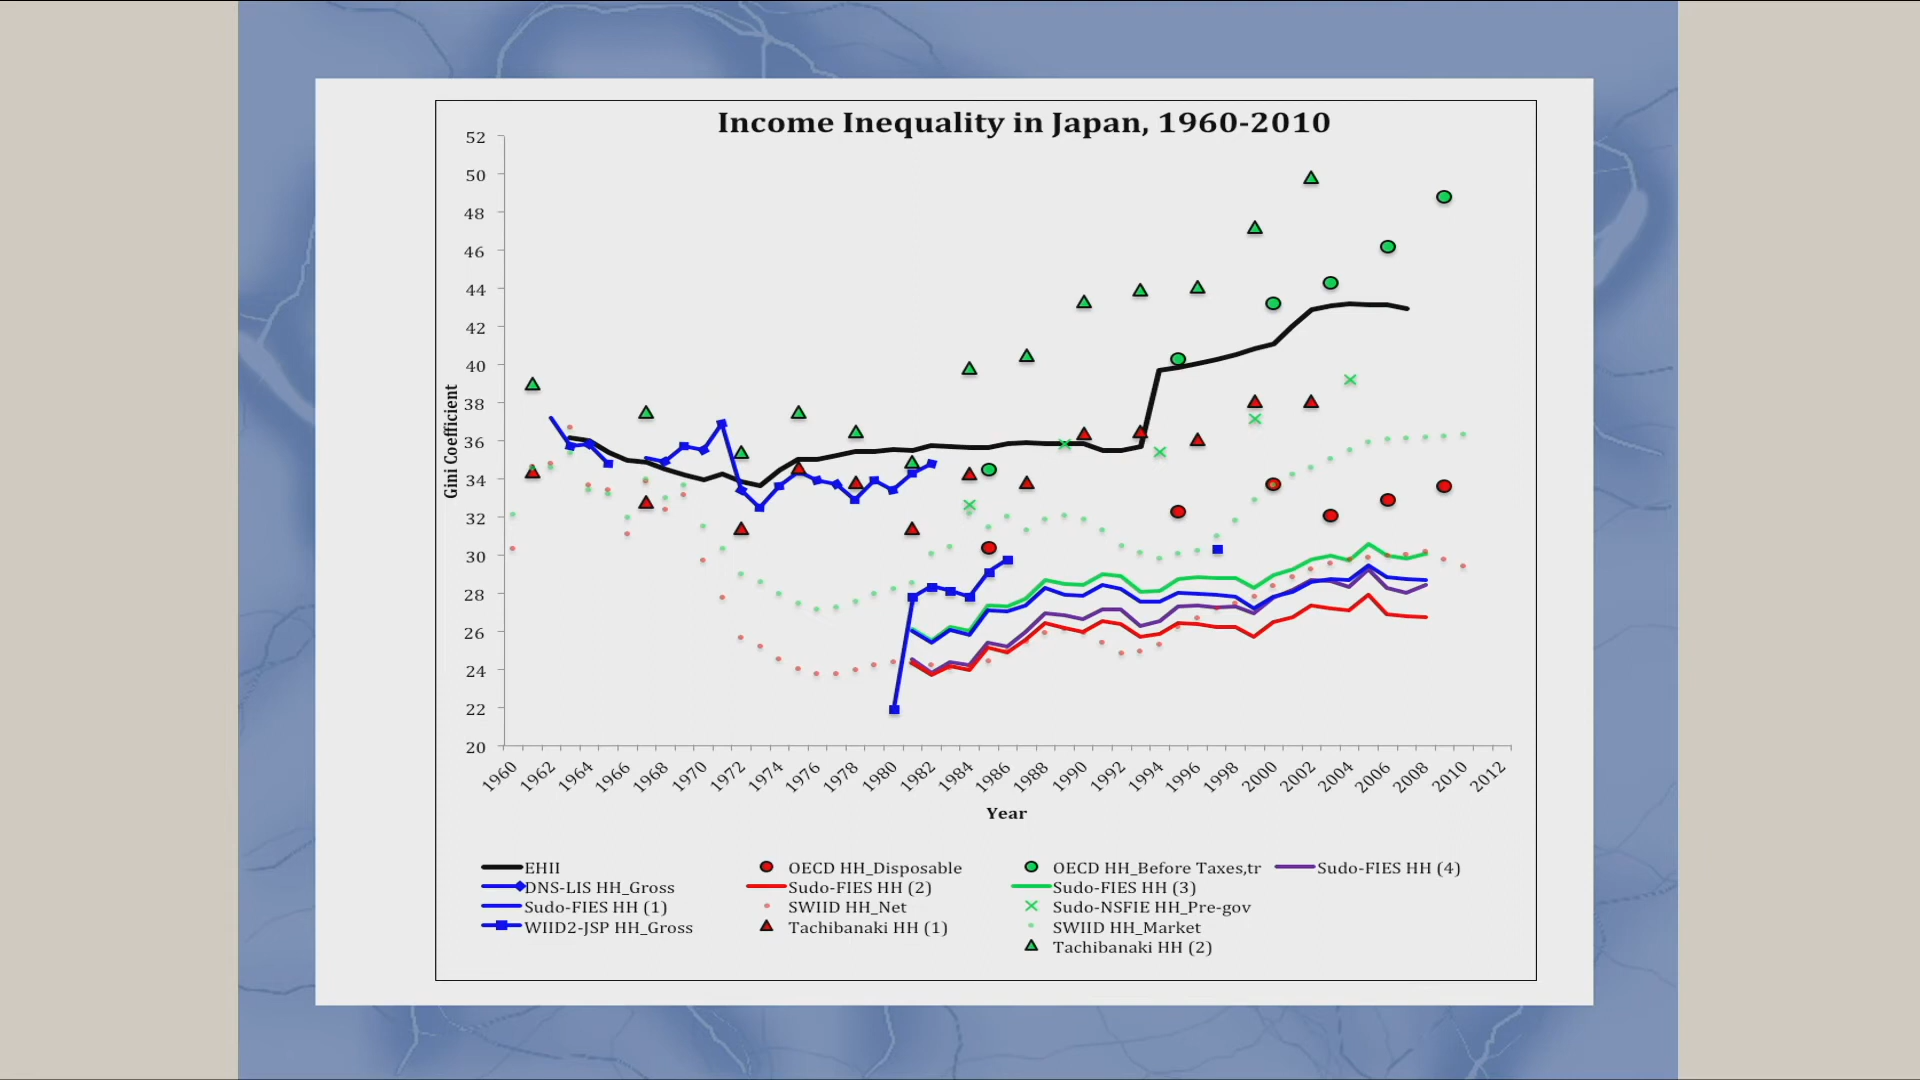 Income Inequality in Japan, 1960-2010
52
50
48
46
44
42
40
38
36
34
32
30
28
26
24
22
20
Gini Coefficient
1960 1962 1964 1966 1968 1970 1972 1974 1976 1978 1980 1982 1984 1986 1988 1990 1992 1994 1996 1998 2000 2002 2004 2006 2008 2010 2012
Year
EHII OECD HH_Disposable OECD HH_Before Taxes,tr Sudo-FIES HH (4)
DNS-LIS HH_Gross Sudo-FIES HH (2) Sudo-FIES HH (3)
Sudo-FIES HH (1) SWIID HH_Net Sudo-NSFIE HH_Pre-gov
WIID2-JSP HH_Gross Tachibanaki HH (1) SWIID HH_Market
Tachibanaki HH (2)